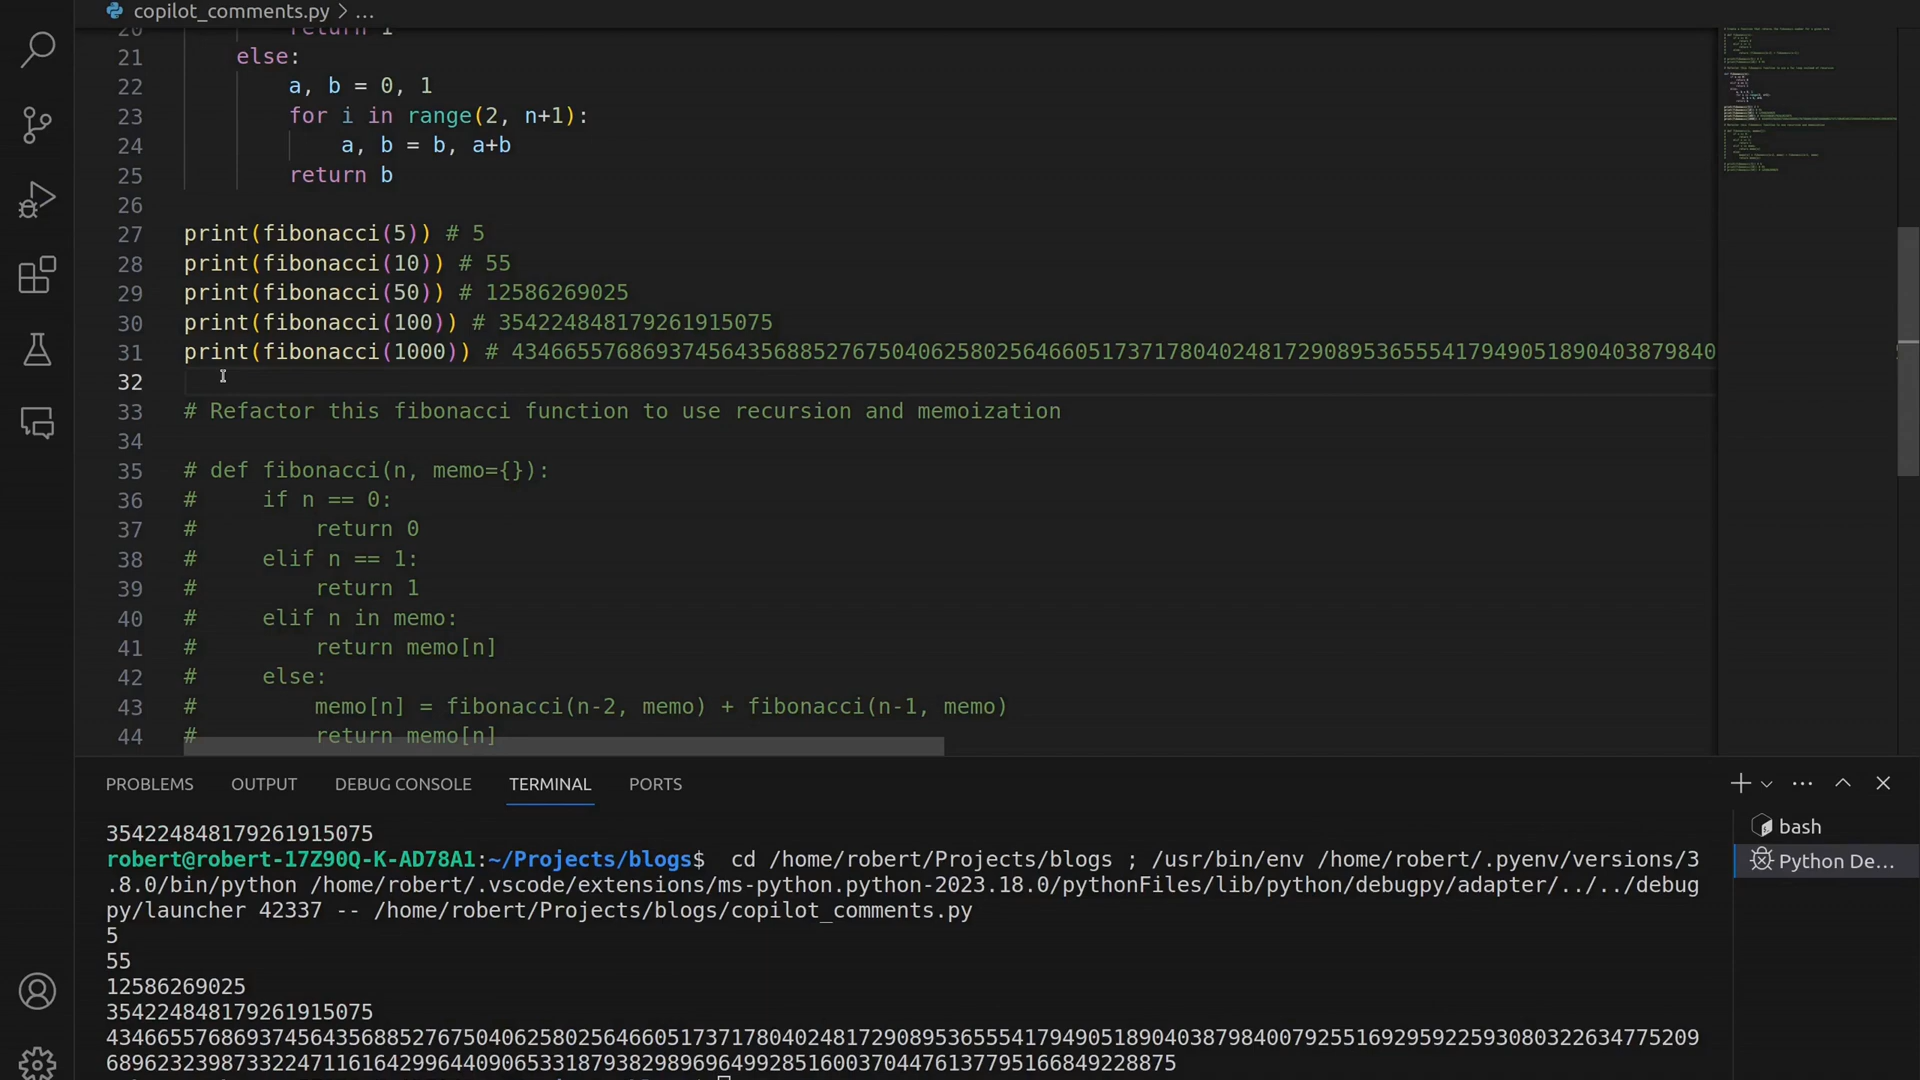 copilot_comments.py > ...
20 return 1
21 else:
22 a, b = 0, 1
23 for i in range(2, n+1):
24 a, b = b, a+b
25 return b
26
27 print(fibonacci(5)) # 5
28 print(fibonacci(10)) # 55
29 print(fibonacci(50)) # 12586269025
30 print(fibonacci(100)) # 354224848179261915075
31 print(fibonacci(1000)) # 43466557686937456435688527675040625802564660517371780402481729089536555417949051890403879840
32
33 # Refactor this fibonacci function to use recursion and memoization
34
35 # def fibonacci(n, memo={}):
36 # if n == 0:
37 # return 0
38 # elif n == 1:
39 # return 1
40 # elif n in memo:
41 # return memo[n]
42 # else:
43 # memo[n] = fibonacci(n-2, memo) + fibonacci(n-1, memo)
44 # return memo[n]
PROBLEMS OUTPUT DEBUG CONSOLE TERMINAL PORTS
354224848179261915075
robert@robert-17Z90Q-K-AD78A1:~/Projects/blogs$ cd /home/robert/Projects/blogs ; /usr/bin/env /home/robert/.pyenv/versions/3
.8.0/bin/python /home/robert/.vscode/extensions/ms-python.python-2023.18.0/pythonFiles/lib/python/debugpy/adapter/../../debug
py/launcher 42337 -- /home/robert/Projects/blogs/copilot_comments.py
5
55
12586269025
354224848179261915075
43466557686937456435688527675040625802564660517371780402481729089536555417949051890403879840079255169295922593080322634775209
689623239873322471161642996440906533187938298969649928516003704476137795166849228875
bash
Python De...